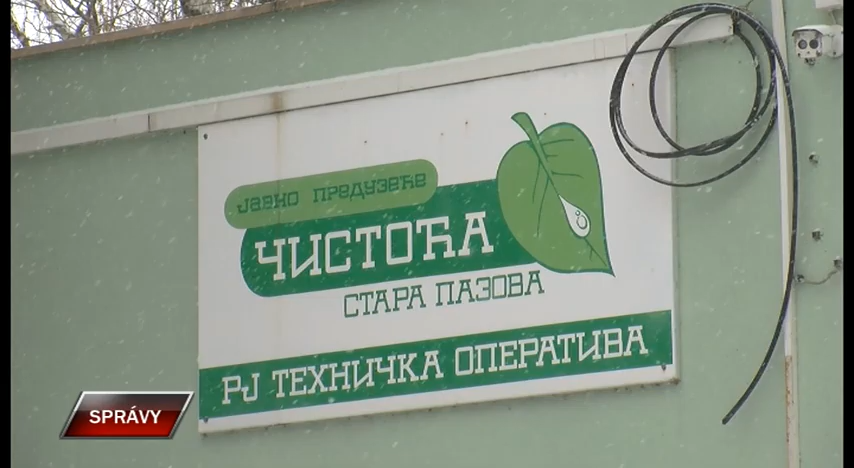 Јавно предузеће
ЧИСТОЋА
СТАРА ПАЗОВА
РЈ ТЕХНИЧКА ОПЕРАТИВА
SPRÁVY